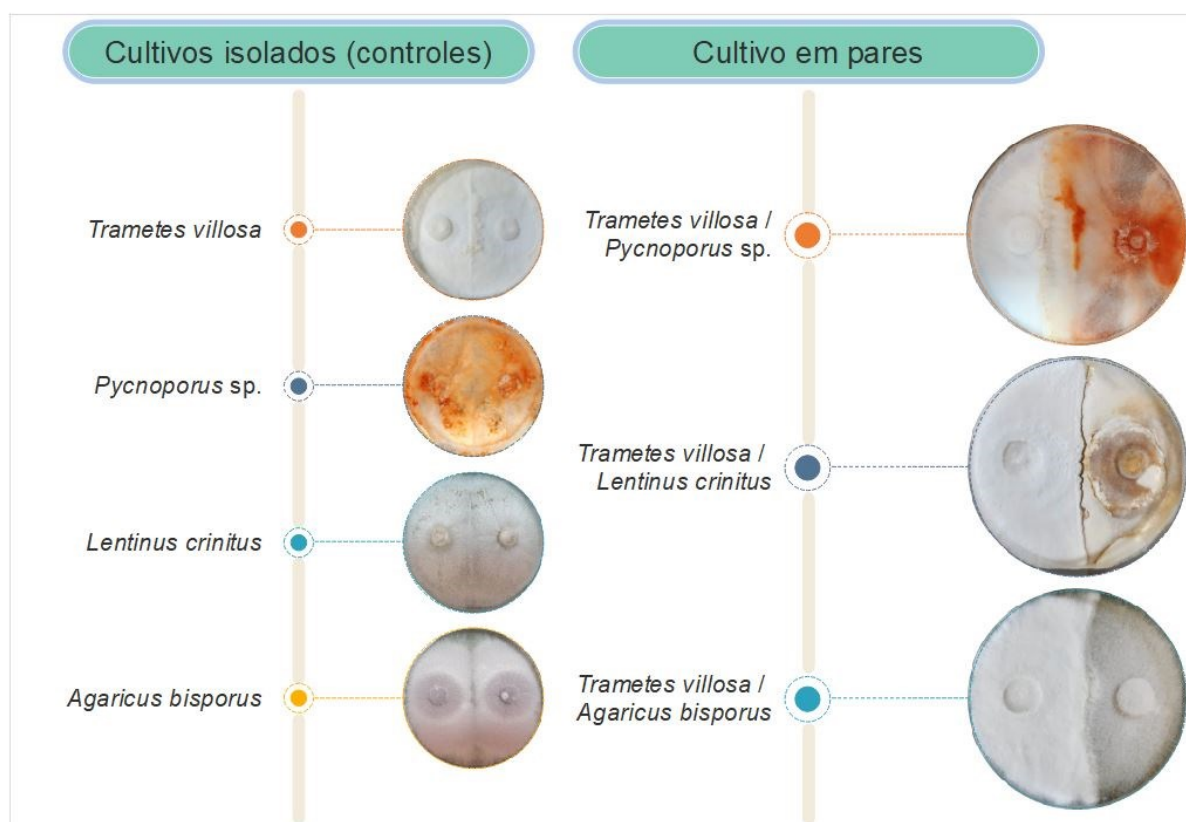 Cultivos isolados (controles)
Trametes villosa
Pycnoporus sp.
Lentinus crinitus
Agaricus bisporus
Cultivo em pares
Trametes villosa /
Pycnoporus sp.
Trametes villosa /
Lentinus crinitus
Trametes villosa /
Agaricus bisporus